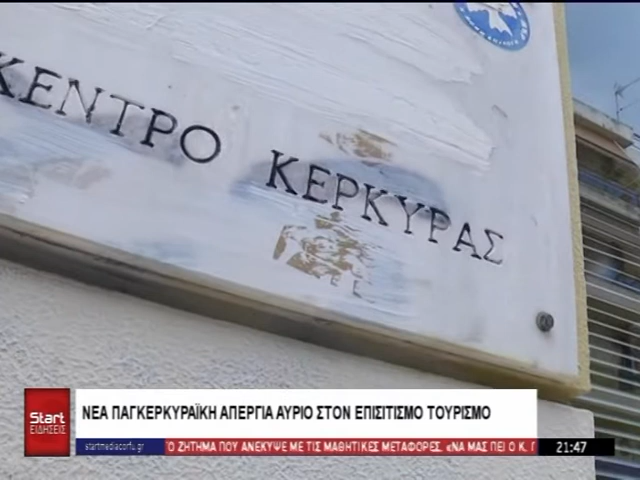 ΚΕΝΤΡΟ ΚΕΡΚΥΡΑΣ
Start
ΕΙΔΗΣΕΙΣ
ΝΕΑ ΠΑΓΚΕΡΚΥΡΑΪΚΗ ΑΠΕΡΓΙΑ ΑΥΡΙΟ ΣΤΟΝ ΕΠΙΣΙΤΙΣΜΟ ΤΟΥΡΙΣΜΟ
startmediacorfu.gr
Ό ΖΗΤΗΜΑ ΠΟΥ ΑΝΕΚΥΨΕ ΜΕ ΤΙΣ ΜΑΘΗΤΙΚΕΣ ΜΕΤΑΦΟΡΕΣ. «ΝΑ ΜΑΣ ΠΕΙ Ο Κ.
21:47